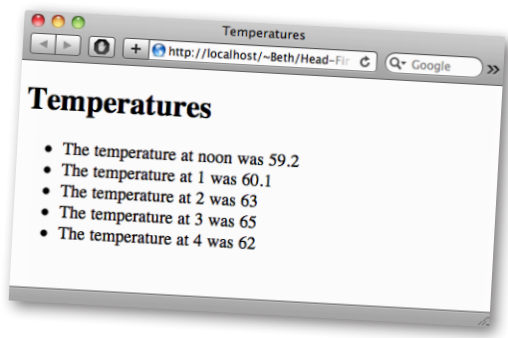 Temperatures
http://localhost/~Beth/Head-Fir
Google
Temperatures
The temperature at noon was 59.2
The temperature at 1 was 60.1
The temperature at 2 was 63
The temperature at 3 was 65
The temperature at 4 was 62